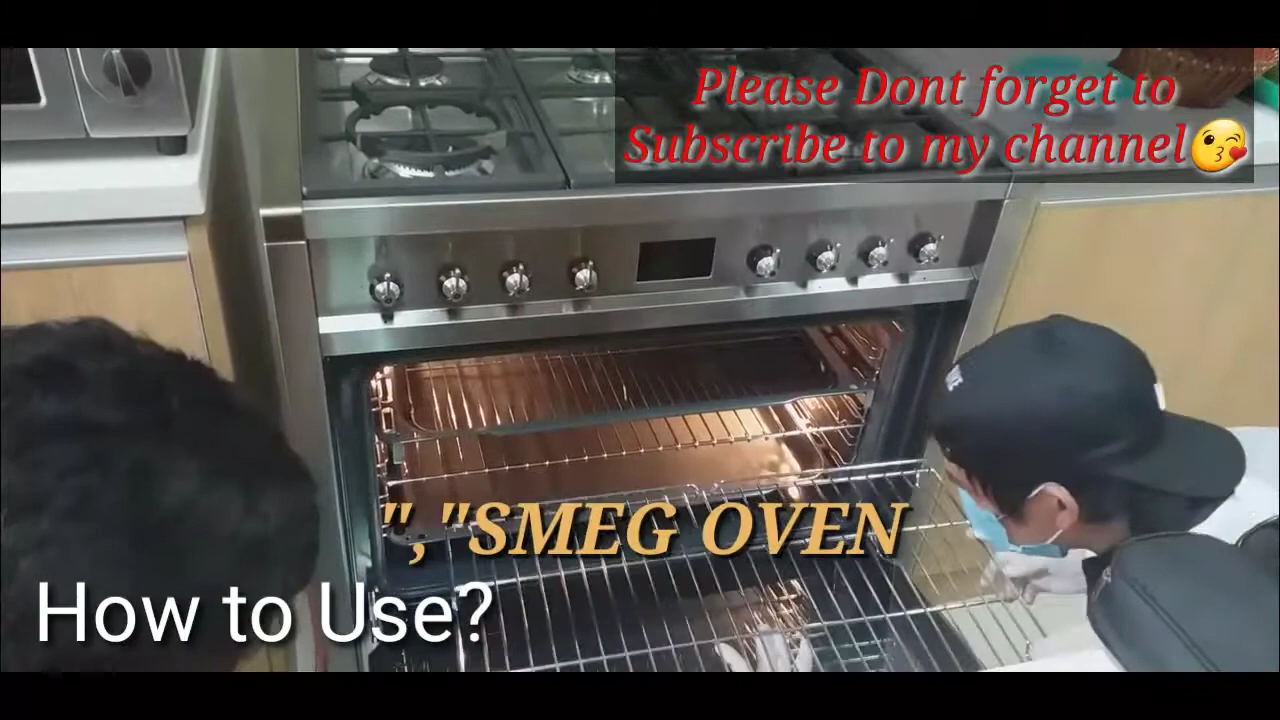 Please Dont forget to
Subscribe to my channel😘
","SMEG OVEN
How to Use?